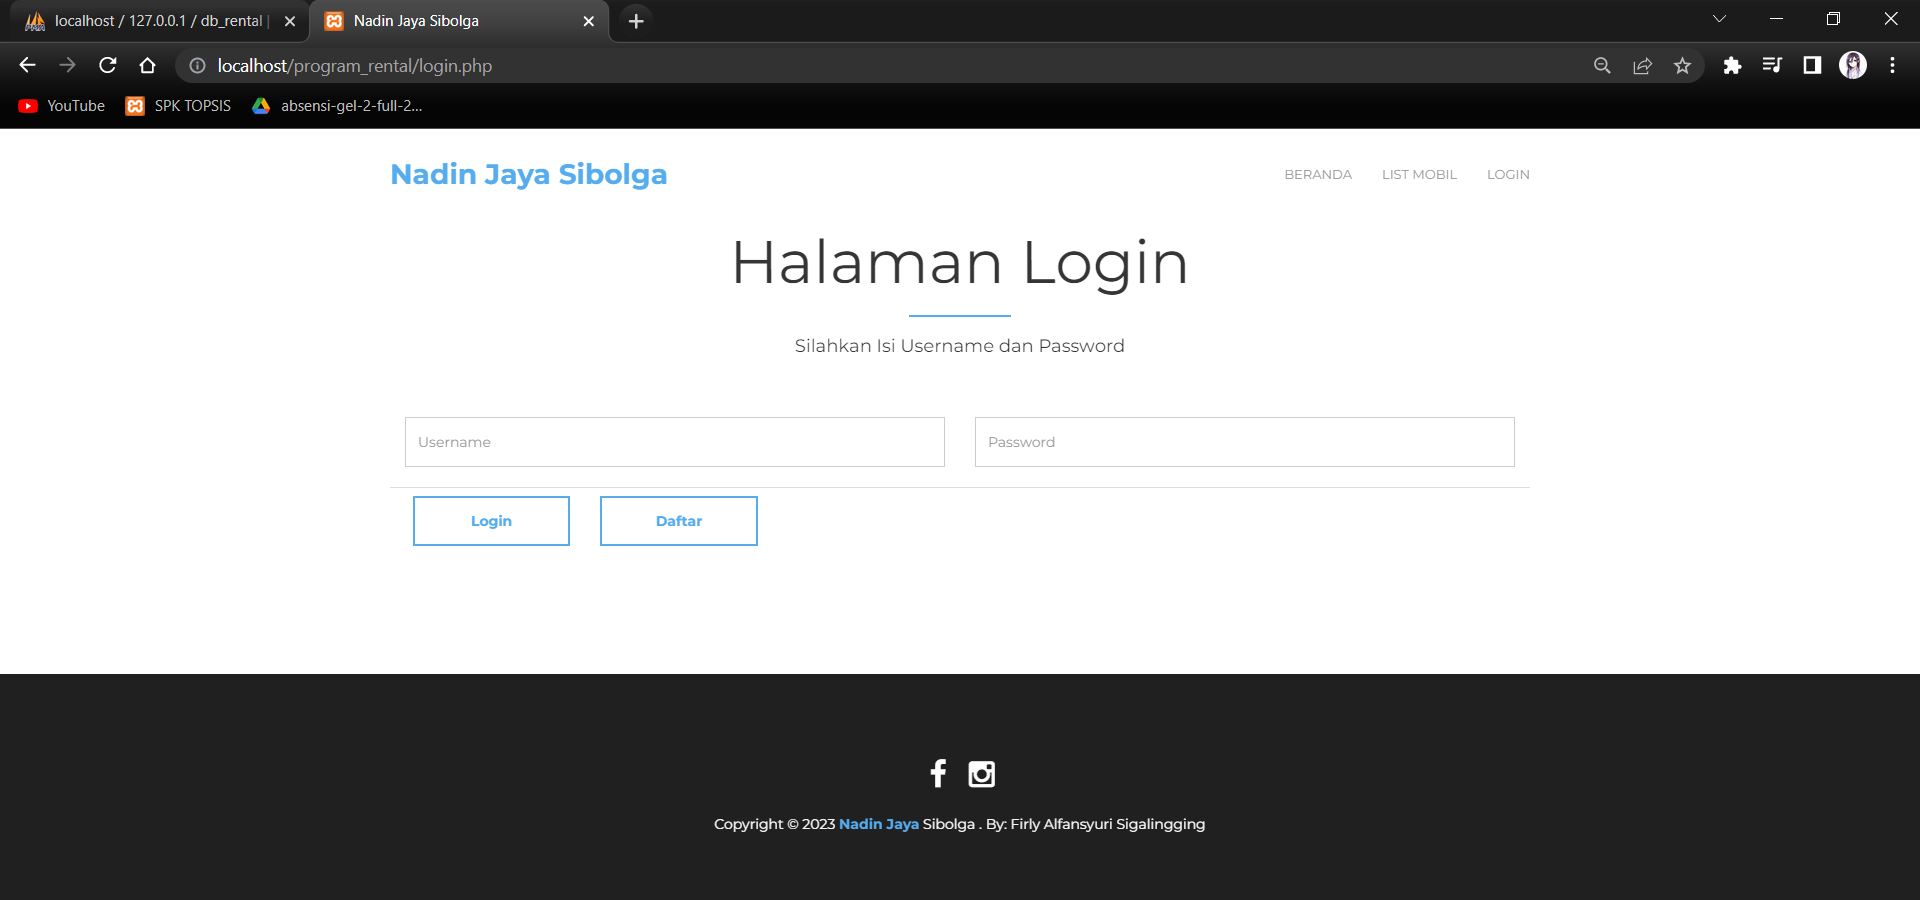 localhost / 127.0.0.1 / db_rental |
Nadin Jaya Sibolga
localhost/program_rental/login.php
YouTube
SPK TOPSIS
absensi-gel-2-full-2...
Nadin Jaya Sibolga
BERANDA
LIST MOBIL
LOGIN
Halaman Login
Silahkan Isi Username dan Password
Username
Password
Login
Daftar
Copyright © 2023 Nadin Jaya Sibolga . By: Firly Alfansyuri Sigalingging